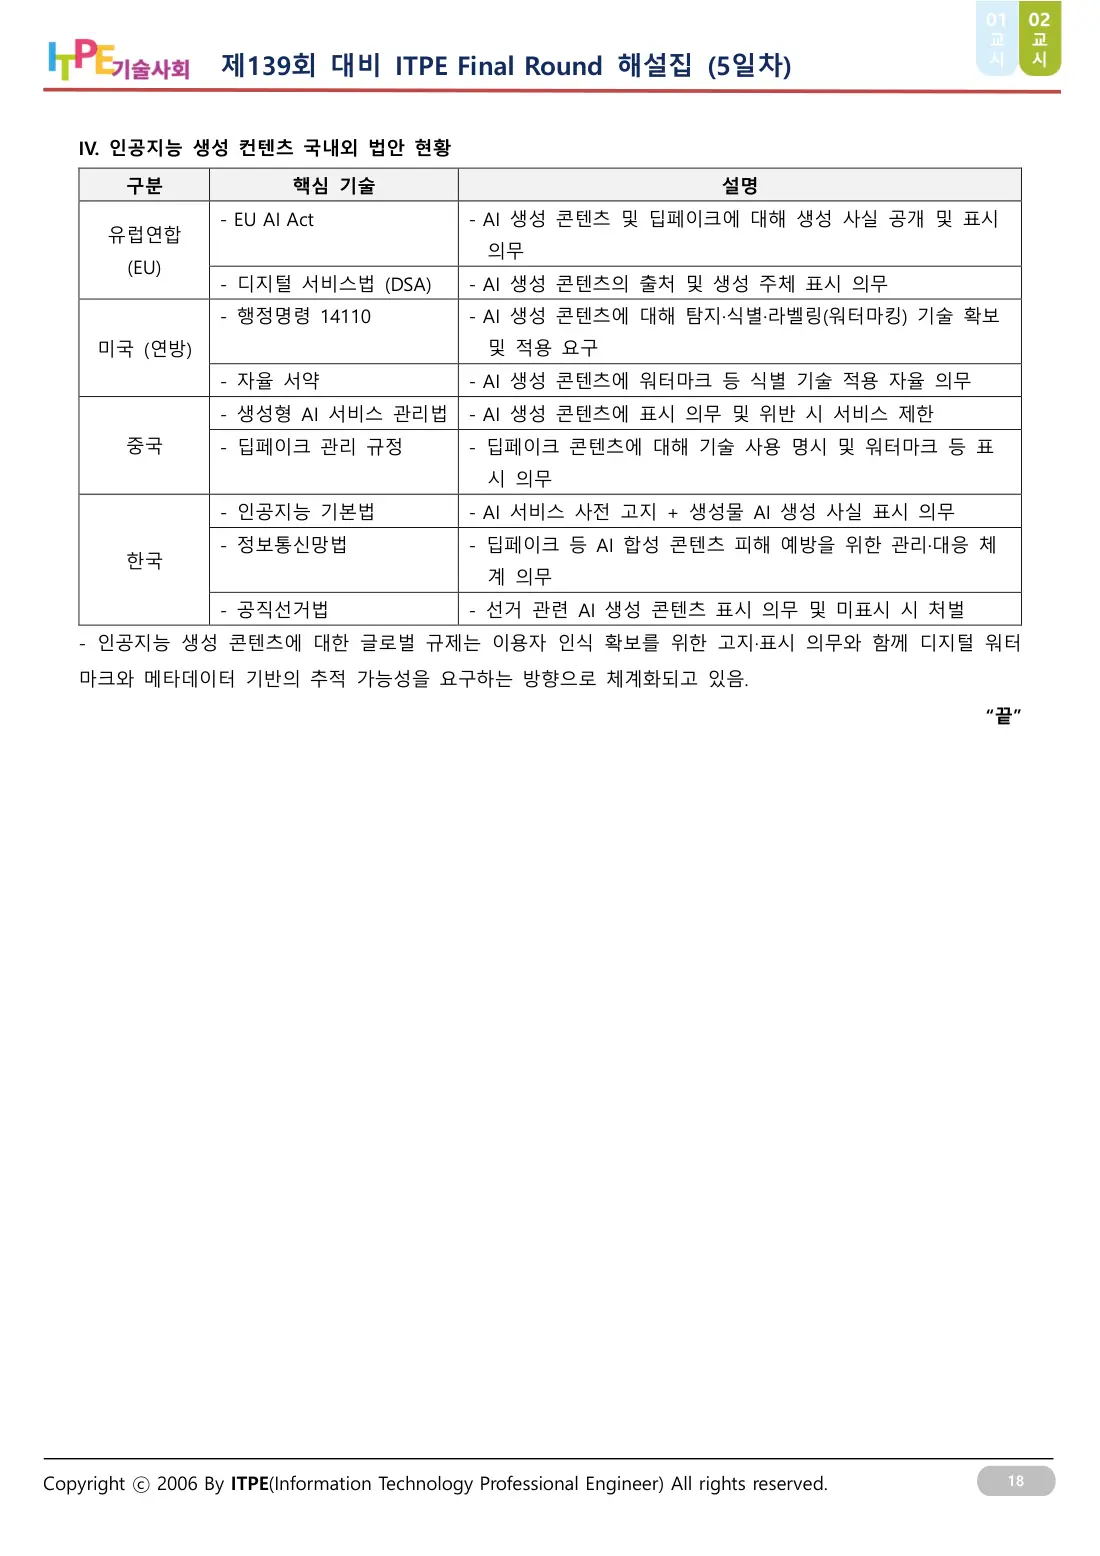 01
교
시
02
교
시
ITPE기술사회 제139회 대비 ITPE Final Round 해설집 (5일차)
IV. 인공지능 생성 컨텐츠 국내외 법안 현황
구분 핵심 기술 설명
유럽연합
(EU)
- EU AI Act
- AI 생성 콘텐츠 및 딥페이크에 대해 생성 사실 공개 및 표시
의무
- 디지털 서비스법 (DSA)
- AI 생성 콘텐츠의 출처 및 생성 주체 표시 의무
미국 (연방)
- 행정명령 14110
- AI 생성 콘텐츠에 대해 탐지·식별·라벨링(워터마킹) 기술 확보
및 적용 요구
- 자율 서약
- AI 생성 콘텐츠에 워터마크 등 식별 기술 적용 자율 의무
중국
- 생성형 AI 서비스 관리법
- AI 생성 콘텐츠에 표시 의무 및 위반 시 서비스 제한
- 딥페이크 관리 규정
- 딥페이크 콘텐츠에 대해 기술 사용 명시 및 워터마크 등 표
시 의무
한국
- 인공지능 기본법
- AI 서비스 사전 고지 + 생성물 AI 생성 사실 표시 의무
- 정보통신망법
- 딥페이크 등 AI 합성 콘텐츠 피해 예방을 위한 관리·대응 체
계 의무
- 공직선거법
- 선거 관련 AI 생성 콘텐츠 표시 의무 및 미표시 시 처벌
- 인공지능 생성 콘텐츠에 대한 글로벌 규제는 이용자 인식 확보를 위한 고지·표시 의무와 함께 디지털 워터
마크와 메타데이터 기반의 추적 가능성을 요구하는 방향으로 체계화되고 있음.
“끝”
Copyright ⓒ 2006 By ITPE(Information Technology Professional Engineer) All rights reserved.
18